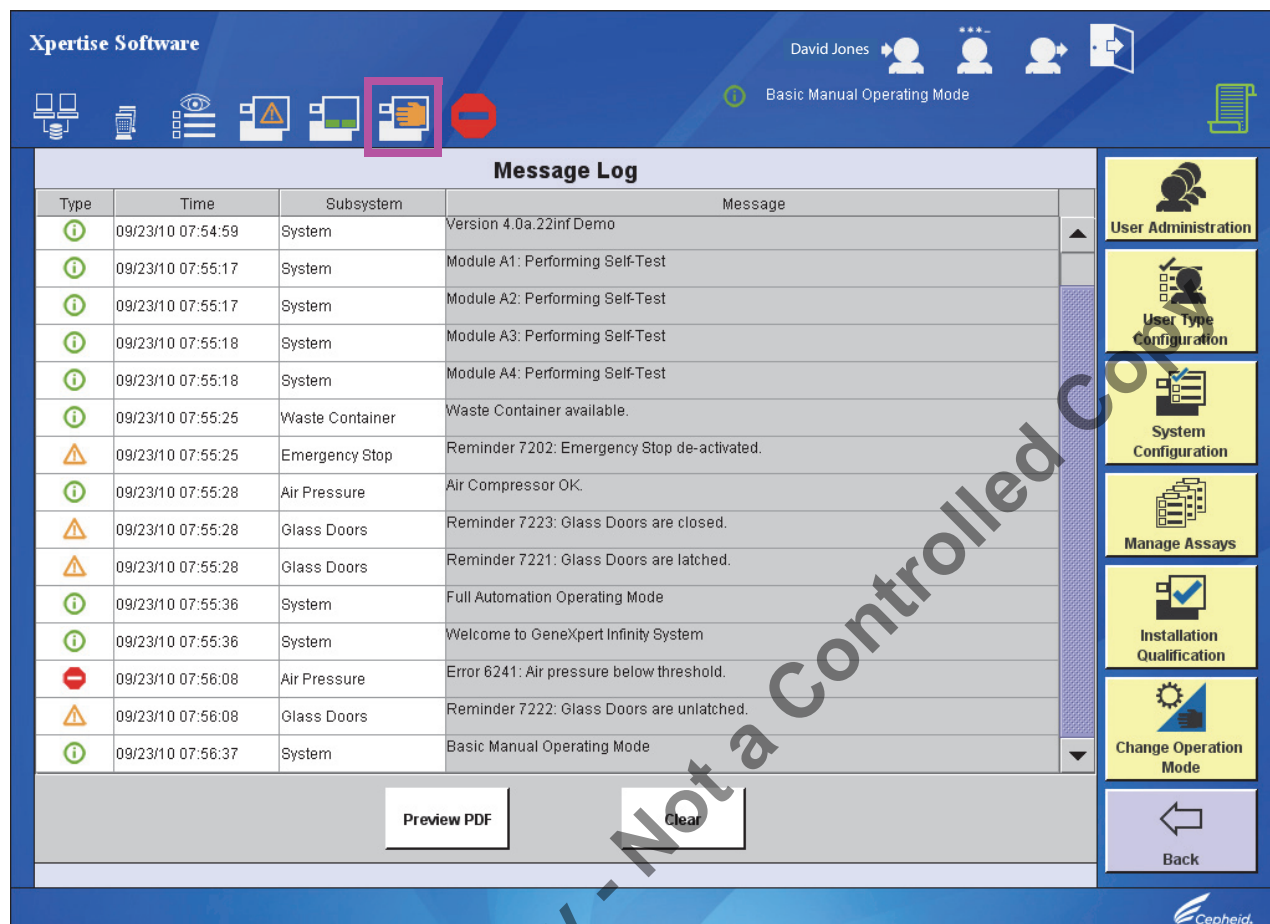 Xpertise Software
David Jones
***_
Basic Manual Operating Mode
Message Log
Type Time Subsystem Message
09/23/10 07:54:59 System Version 4.0a.22inf Demo
09/23/10 07:55:17 System Module A1: Performing Self-Test
09/23/10 07:55:17 System Module A2: Performing Self-Test
09/23/10 07:55:18 System Module A3: Performing Self-Test
09/23/10 07:55:18 System Module A4: Performing Self-Test
09/23/10 07:55:25 Waste Container Waste Container available.
09/23/10 07:55:25 Emergency Stop Reminder 7202: Emergency Stop de-activated.
09/23/10 07:55:28 Air Pressure Air Compressor OK.
09/23/10 07:55:28 Glass Doors Reminder 7223: Glass Doors are closed.
09/23/10 07:55:28 Glass Doors Reminder 7221: Glass Doors are latched.
09/23/10 07:55:36 System Full Automation Operating Mode
09/23/10 07:55:36 System Welcome to GeneXpert Infinity System
09/23/10 07:56:08 Air Pressure Error 6241: Air pressure below threshold.
09/23/10 07:56:08 Glass Doors Reminder 7222: Glass Doors are unlatched.
09/23/10 07:56:37 System Basic Manual Operating Mode
Preview PDF
Clear
User Administration
User Type
Configuration
System
Configuration
Manage Assays
Installation
Qualification
Change Operation
Mode
Back
- Not a Controlled Copy
Cepheid.